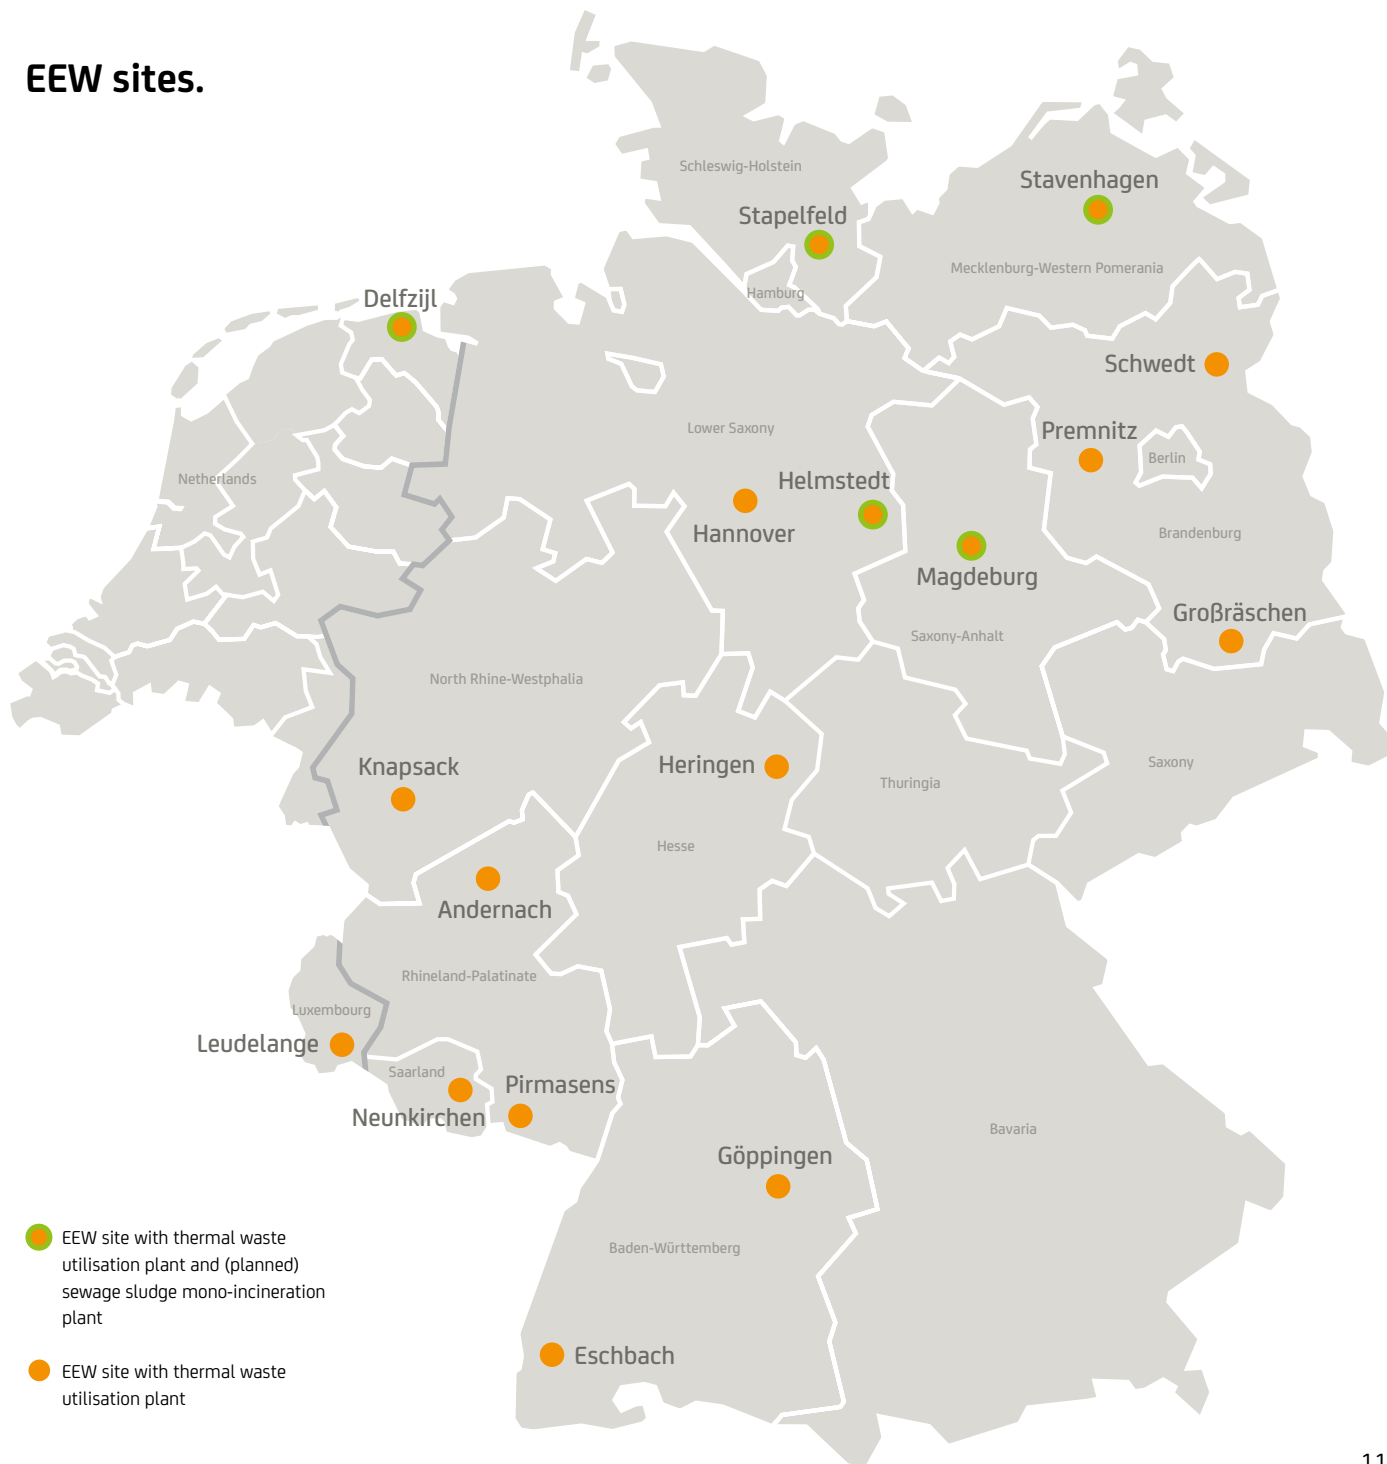 EEW sites.
Schleswig-Holstein
Stavenhagen
Stapelfeld
Mecklenburg-Western Pomerania
Hamburg
Delfzijl
Schwedt
Lower Saxony
Premnitz
Berlin
Netherlands
Helmstedt
Hannover
Brandenburg
Magdeburg
Großräschen
Saxony-Anhalt
North Rhine-Westphalia
Knapsack
Heringen
Saxony
Thuringia
Hesse
Andernach
Rhineland-Palatinate
Luxembourg
Leudelange
Saarland
Pirmasens
Neunkirchen
Bavaria
Göppingen
Baden-Württemberg
Eschbach
EEW site with thermal waste
utilisation plant and (planned)
sewage sludge mono-incineration
plant
EEW site with thermal waste
utilisation plant
11